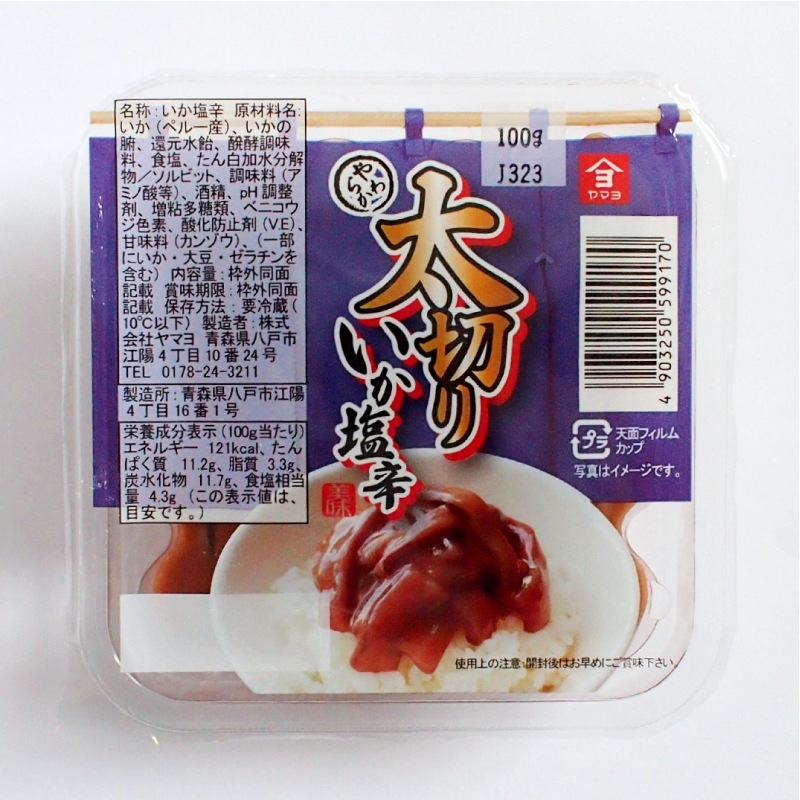 名称：いか塩辛 原材料名：
いか（ペルー産）、いかの
腑、還元水飴、醗酵調味
料、食塩、たん白加水分解
物／ソルビット、調味料（ア
ミノ酸等）、酒精、pH調整
剤、増粘多糖類、ベニコウ
ジ色素、酸化防止剤（V.E）、
甘味料（カンゾウ）、（一部
にいか・大豆・ゼラチンを
含む） 内容量：枠外同面
記載 賞味期限：枠外同面
記載 保存方法：要冷蔵（
10℃以下） 製造者：株式
会社ヤマヨ 青森県八戸市
江陽４丁目10番24号
TEL 0178-24-3211
製造所：青森県八戸市江陽
４丁目16番１号
栄養成分表示（100g当たり）
エネルギー 121kcal、たん
ぱく質 11.2g、脂質 3.3g、
炭水化物 11.7g、食塩相当
量 4.3g（この表示値は、
目安です。）
やわらか
太切り
いか塩辛
美味
100g
J323
ヨ
ヤマヨ
4 903250 599170
プラ
天面フィルム
カップ
写真はイメージです。
使用上の注意：開封後はお早めにご賞味下さい。